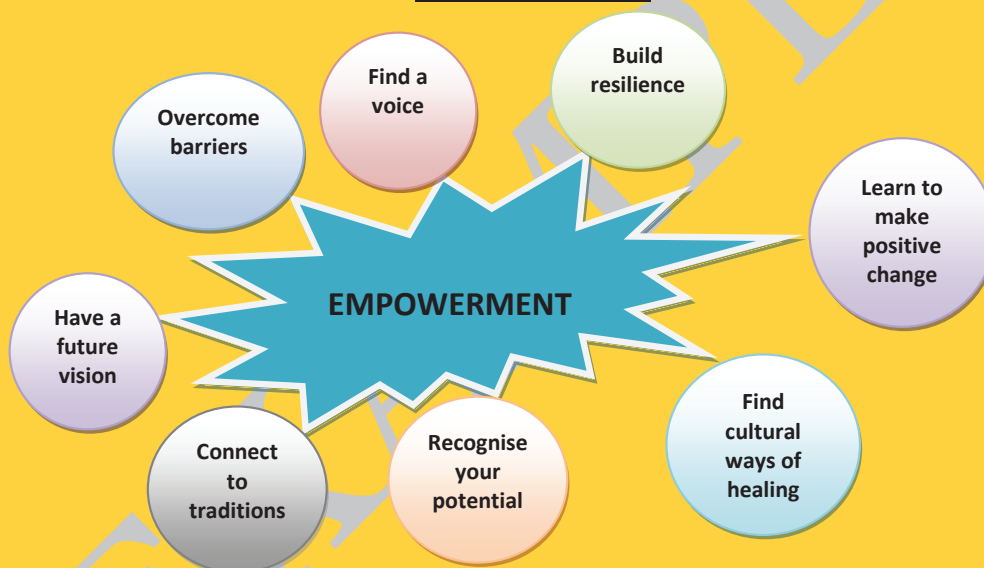 Build
resilience
Find a
voice
Overcome
barriers
Learn to
make
positive
change
EMPOWERMENT
Have a
future
vision
Find
cultural
ways of
healing
Recognise
your
potential
Connect
to
traditions